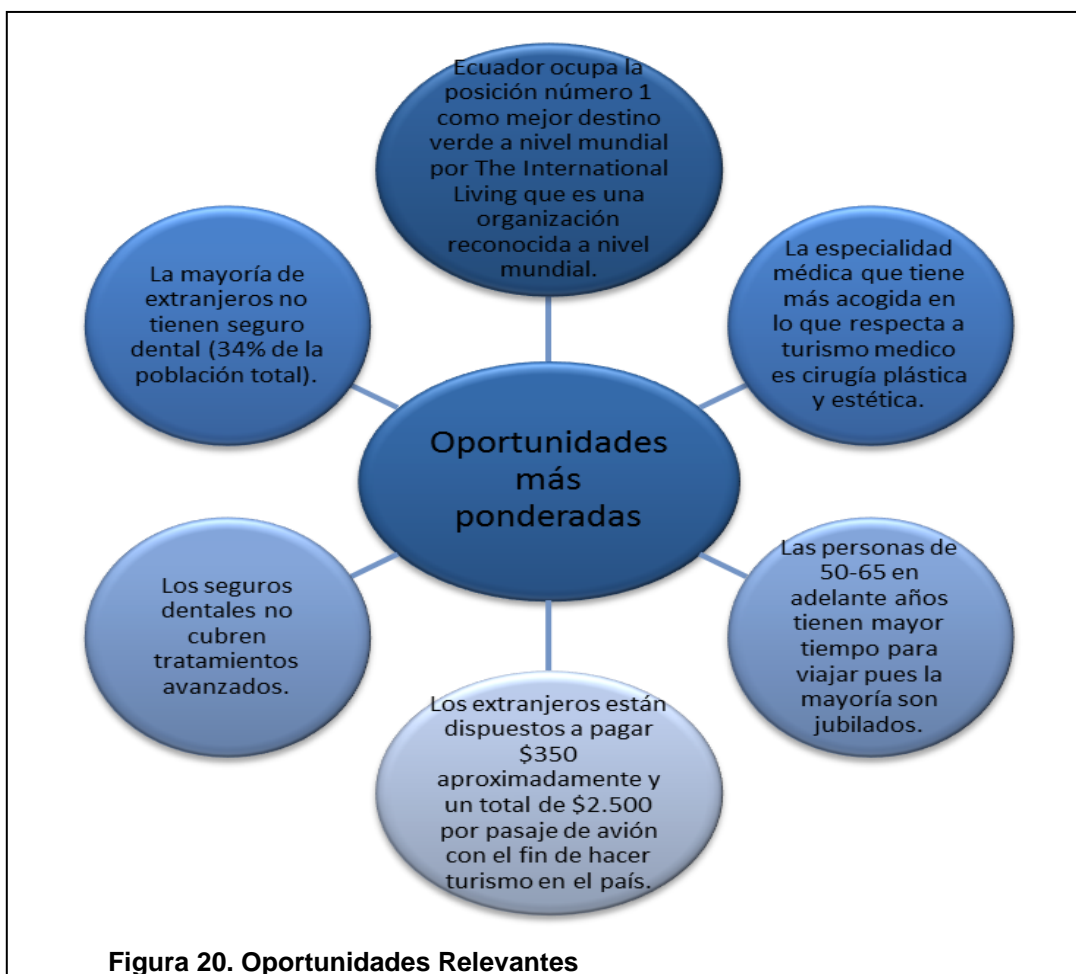 Ecuador ocupa la
posición número 1
como mejor destino
verde a nivel mundial
por The International
Living que es una
organización
reconocida a nivel
mundial.
La especialidad
médica que tiene
más acogida en
lo que respecta a
turismo medico
es cirugía plástica
y estética.
Las personas de
50-65 en
adelante años
tienen mayor
tiempo para
viajar pues la
mayoría son
jubilados.
Los extranjeros están
dispuestos a pagar
$350
aproximadamente y
un total de $2.500
por pasaje de avión
con el fin de hacer
turismo en el país.
Los seguros
dentales no
cubren
tratamientos
avanzados.
La mayoría de
extranjeros no
tienen seguro
dental (34% de la
población total).
Oportunidades
más
ponderadas
Figura 20. Oportunidades Relevantes